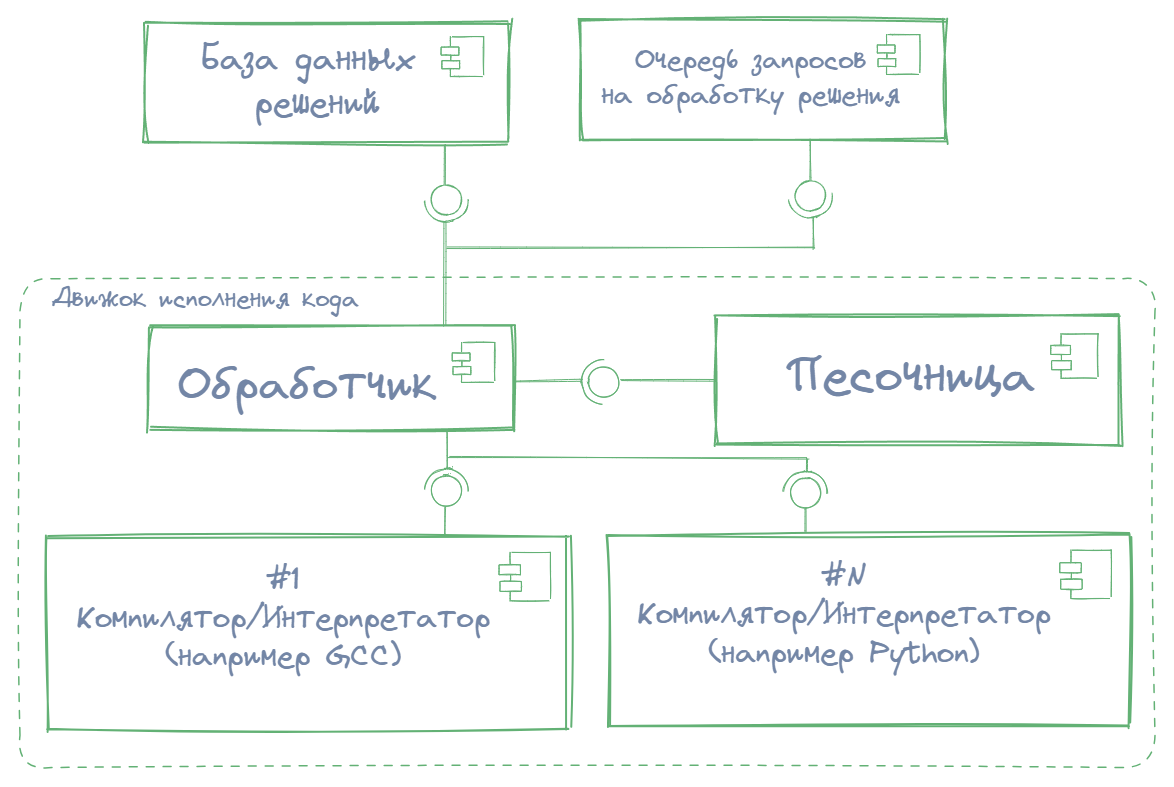 База данных
решений
Очередь запросов
на обработку решения
Движок исполнения кода
Обработчик
Песочница
#1
Компилятор/Интерпретатор
(например GCC)
#N
Компилятор/Интерпретатор
(например Python)